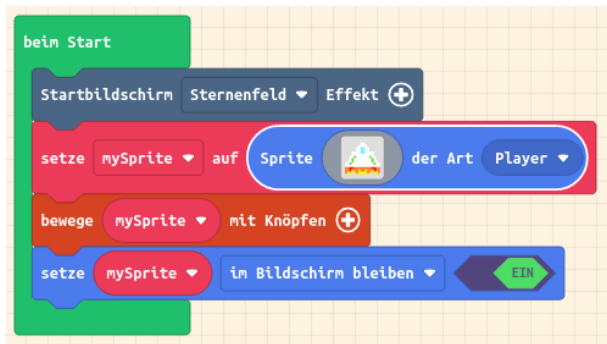 beim Start
Startbildschirm Sternenfeld Effekt
setze mySprite auf Sprite der Art Player
bewege mySprite mit Knöpfen
setze mySprite im Bildschirm bleiben EIN